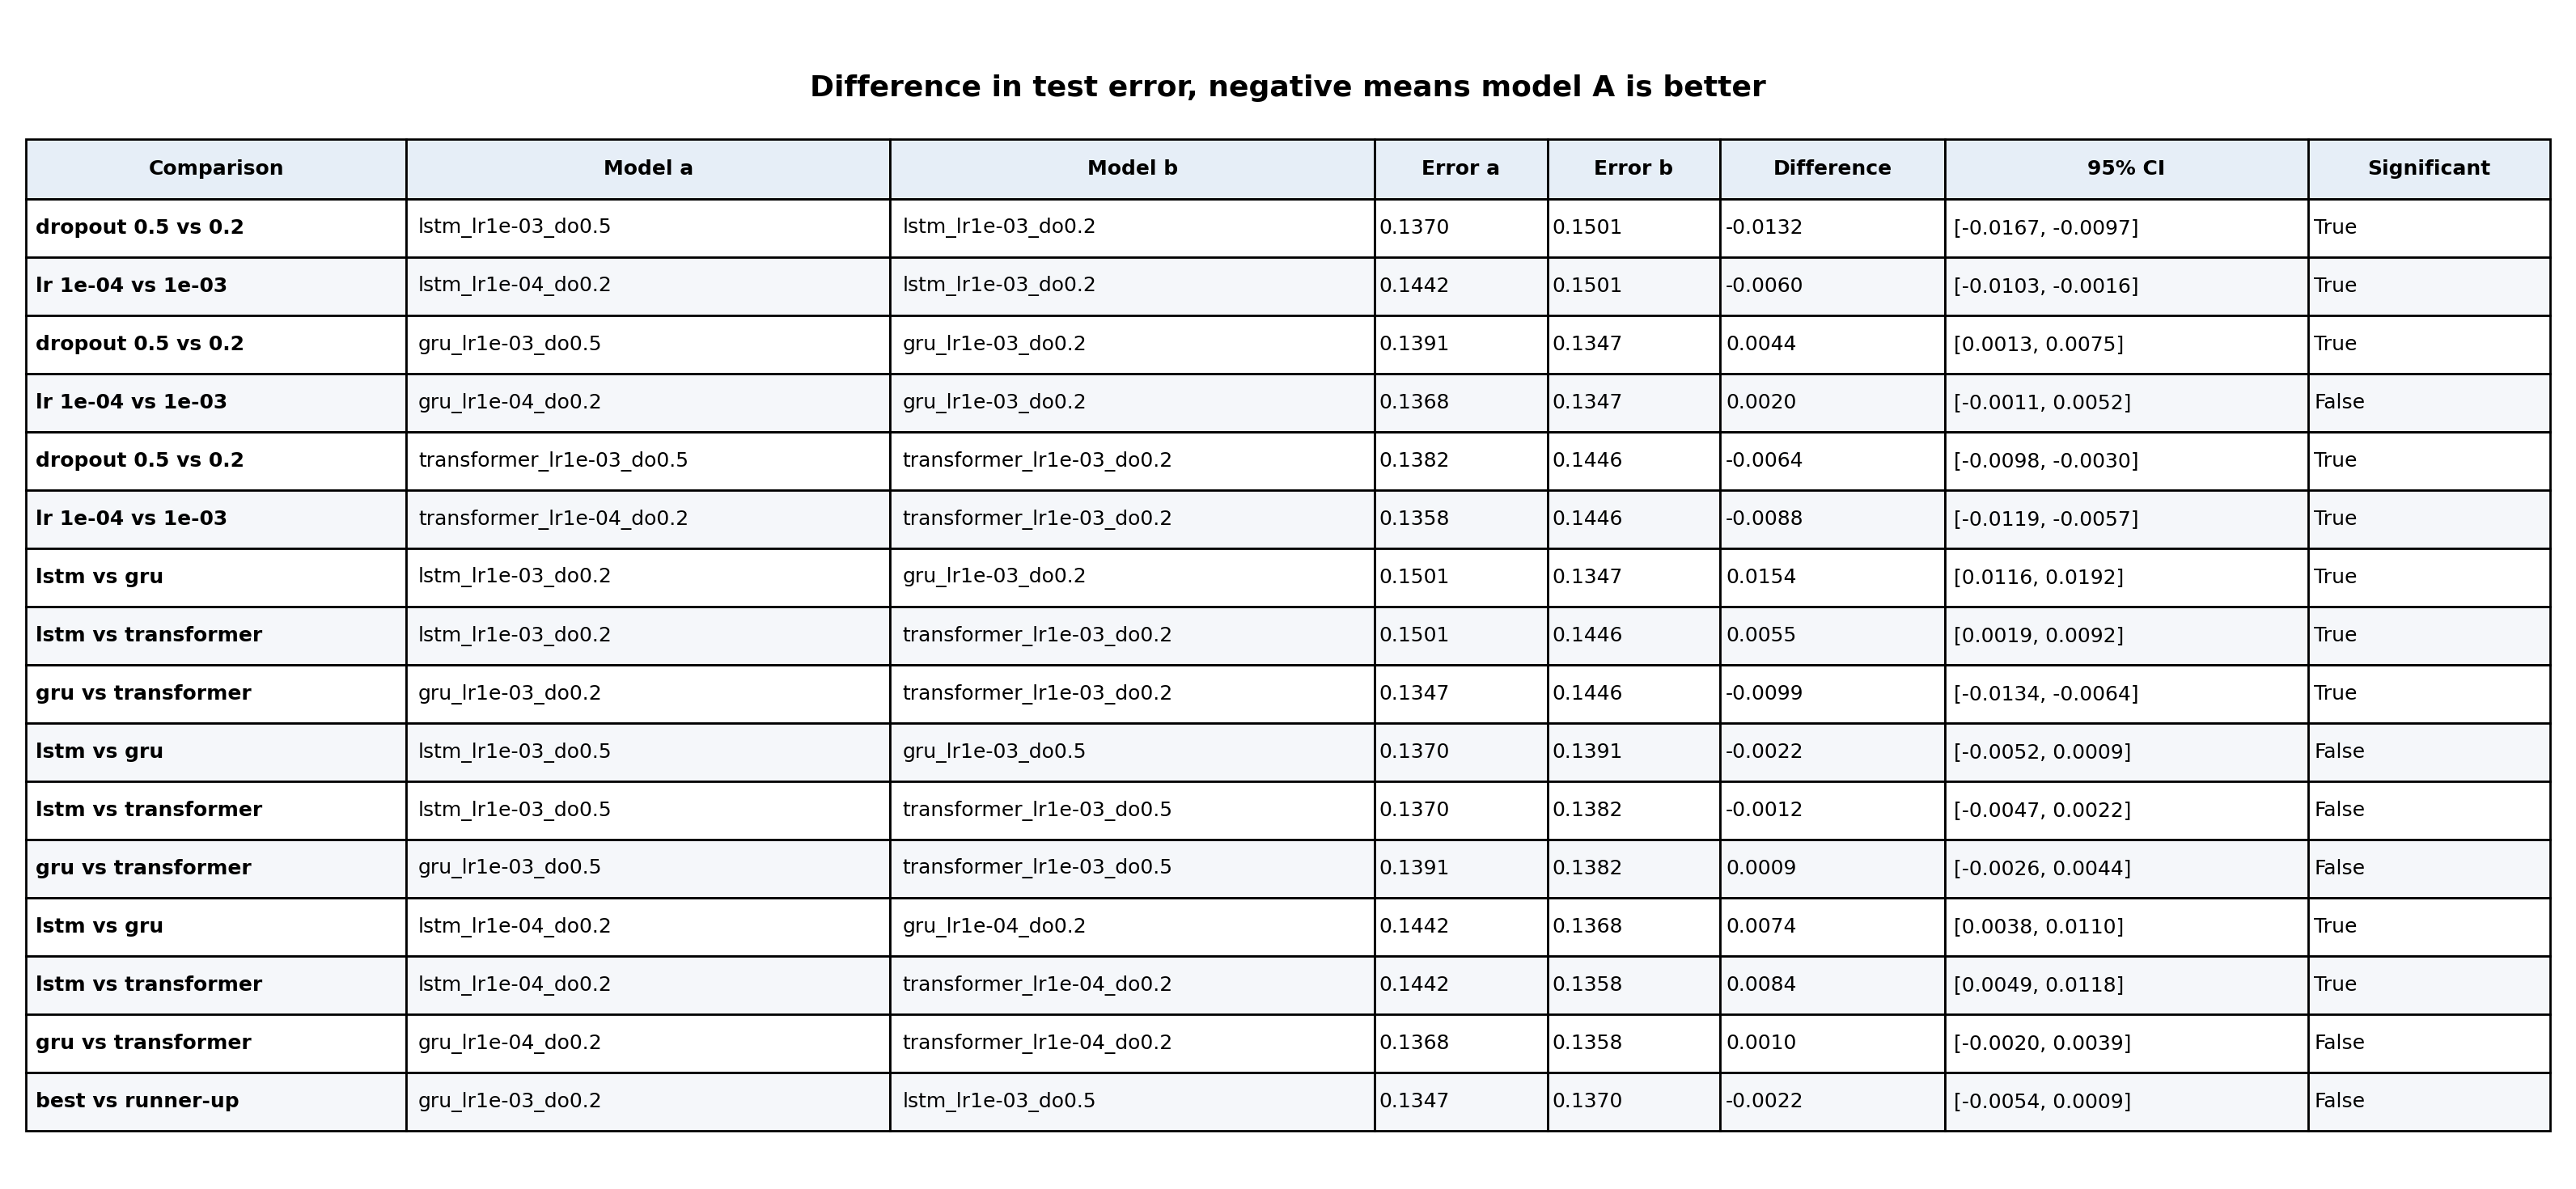 Difference in test error, negative means model A is better
Comparison Model a Model b Error a Error b Difference 95% CI Significant
dropout 0.5 vs 0.2 lstm_lr1e-03_do0.5 lstm_lr1e-03_do0.2 0.1370 0.1501 -0.0132 [-0.0167, -0.0097] True
lr 1e-04 vs 1e-03 lstm_lr1e-04_do0.2 lstm_lr1e-03_do0.2 0.1442 0.1501 -0.0060 [-0.0103, -0.0016] True
dropout 0.5 vs 0.2 gru_lr1e-03_do0.5 gru_lr1e-03_do0.2 0.1391 0.1347 0.0044 [0.0013, 0.0075] True
lr 1e-04 vs 1e-03 gru_lr1e-04_do0.2 gru_lr1e-03_do0.2 0.1368 0.1347 0.0020 [-0.0011, 0.0052] False
dropout 0.5 vs 0.2 transformer_lr1e-03_do0.5 transformer_lr1e-03_do0.2 0.1382 0.1446 -0.0064 [-0.0098, -0.0030] True
lr 1e-04 vs 1e-03 transformer_lr1e-04_do0.2 transformer_lr1e-03_do0.2 0.1358 0.1446 -0.0088 [-0.0119, -0.0057] True
lstm vs gru lstm_lr1e-03_do0.2 gru_lr1e-03_do0.2 0.1501 0.1347 0.0154 [0.0116, 0.0192] True
lstm vs transformer lstm_lr1e-03_do0.2 transformer_lr1e-03_do0.2 0.1501 0.1446 0.0055 [0.0019, 0.0092] True
gru vs transformer gru_lr1e-03_do0.2 transformer_lr1e-03_do0.2 0.1347 0.1446 -0.0099 [-0.0134, -0.0064] True
lstm vs gru lstm_lr1e-03_do0.5 gru_lr1e-03_do0.5 0.1370 0.1391 -0.0022 [-0.0052, 0.0009] False
lstm vs transformer lstm_lr1e-03_do0.5 transformer_lr1e-03_do0.5 0.1370 0.1382 -0.0012 [-0.0047, 0.0022] False
gru vs transformer gru_lr1e-03_do0.5 transformer_lr1e-03_do0.5 0.1391 0.1382 0.0009 [-0.0026, 0.0044] False
lstm vs gru lstm_lr1e-04_do0.2 gru_lr1e-04_do0.2 0.1442 0.1368 0.0074 [0.0038, 0.0110] True
lstm vs transformer lstm_lr1e-04_do0.2 transformer_lr1e-04_do0.2 0.1442 0.1358 0.0084 [0.0049, 0.0118] True
gru vs transformer gru_lr1e-04_do0.2 transformer_lr1e-04_do0.2 0.1368 0.1358 0.0010 [-0.0020, 0.0039] False
best vs runner-up gru_lr1e-03_do0.2 lstm_lr1e-03_do0.5 0.1347 0.1370 -0.0022 [-0.0054, 0.0009] False